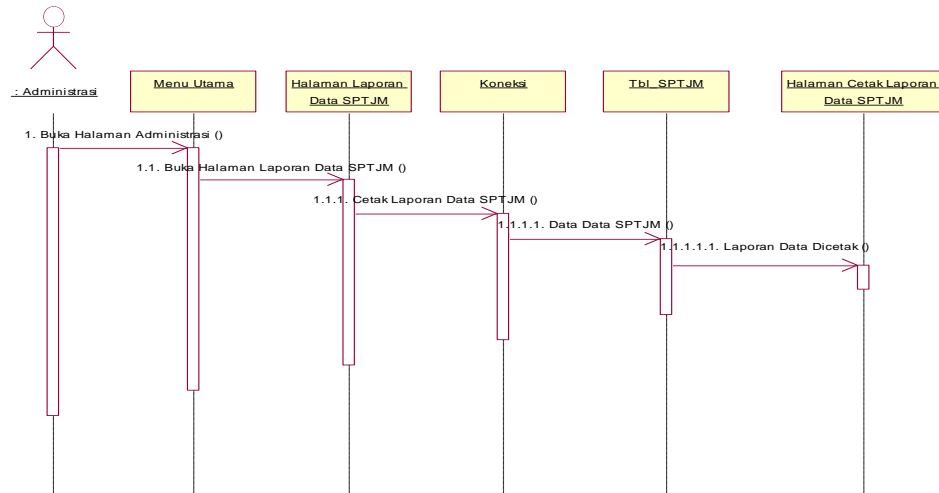 : Administrasi
Menu Utama
Halaman Laporan
Data SPTJM
Koneksi
Tbl_SPTJM
Halaman Cetak Laporan
Data SPTJM
1. Buka Halaman Administrasi ()
1.1. Buka Halaman Laporan Data SPTJM ()
1.1.1. Cetak Laporan Data SPTJM ()
1.1.1.1. Data Data SPTJM ()
1.1.1.1.1. Laporan Data Dicetak ()